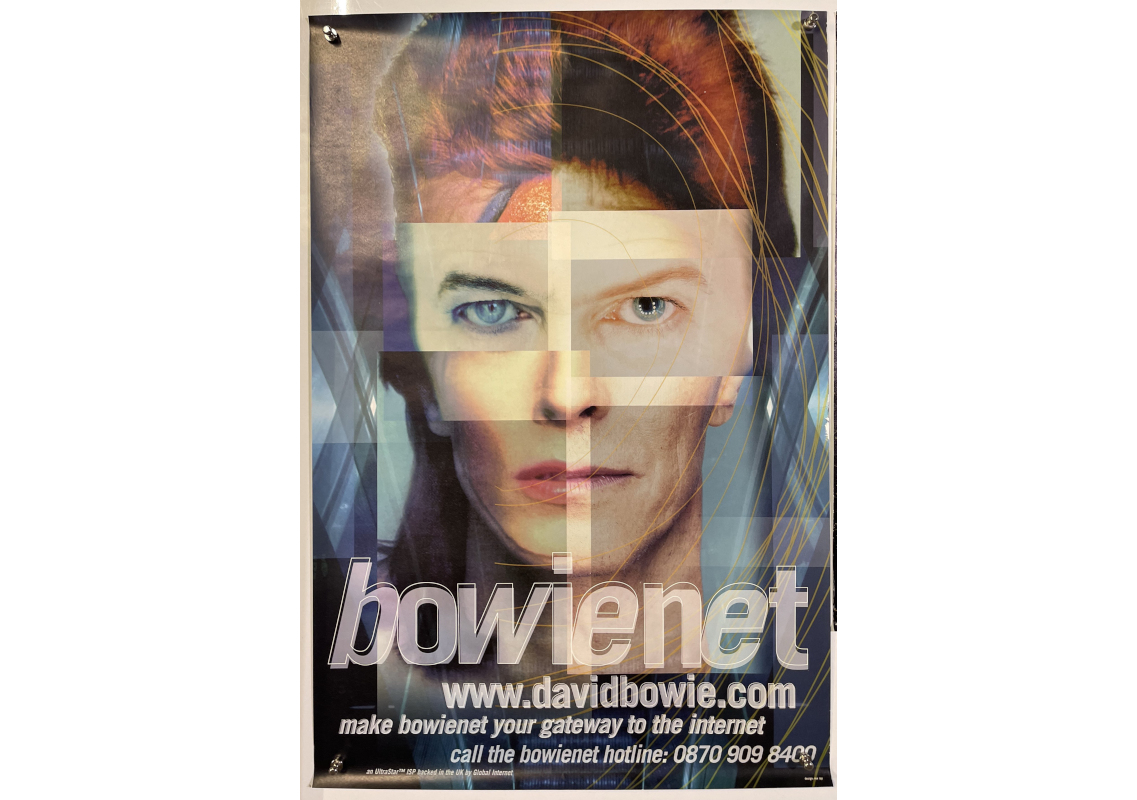 bowienet
www.davidbowie.com
make bowienet your gateway to the internet
call the bowienet hotline: 0870 909 8400
an UltraStar™ ISP backed in the UK by Global Internet